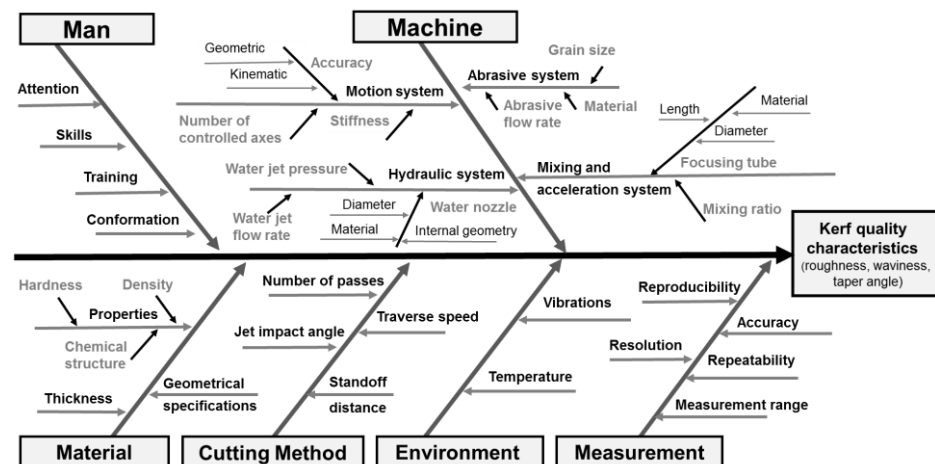 Man
Machine
Attention
Skills
Training
Conformation
Geometric
Kinematic
Accuracy
Motion system
Number of
controlled axes
Stiffness
Abrasive system
Grain size
Abrasive
flow rate
Material
Water jet pressure
Hydraulic system
Water jet
flow rate
Diameter
Material
Water nozzle
Internal geometry
Length
Material
Diameter
Mixing and
acceleration system
Focusing tube
Mixing ratio
Kerf quality
characteristics
(roughness, waviness,
taper angle)
Hardness
Density
Properties
Chemical
structure
Thickness
Geometrical
specifications
Number of passes
Traverse speed
Jet impact angle
Standoff
distance
Vibrations
Temperature
Reproducibility
Accuracy
Resolution
Repeatability
Measurement range
Material
Cutting Method
Environment
Measurement